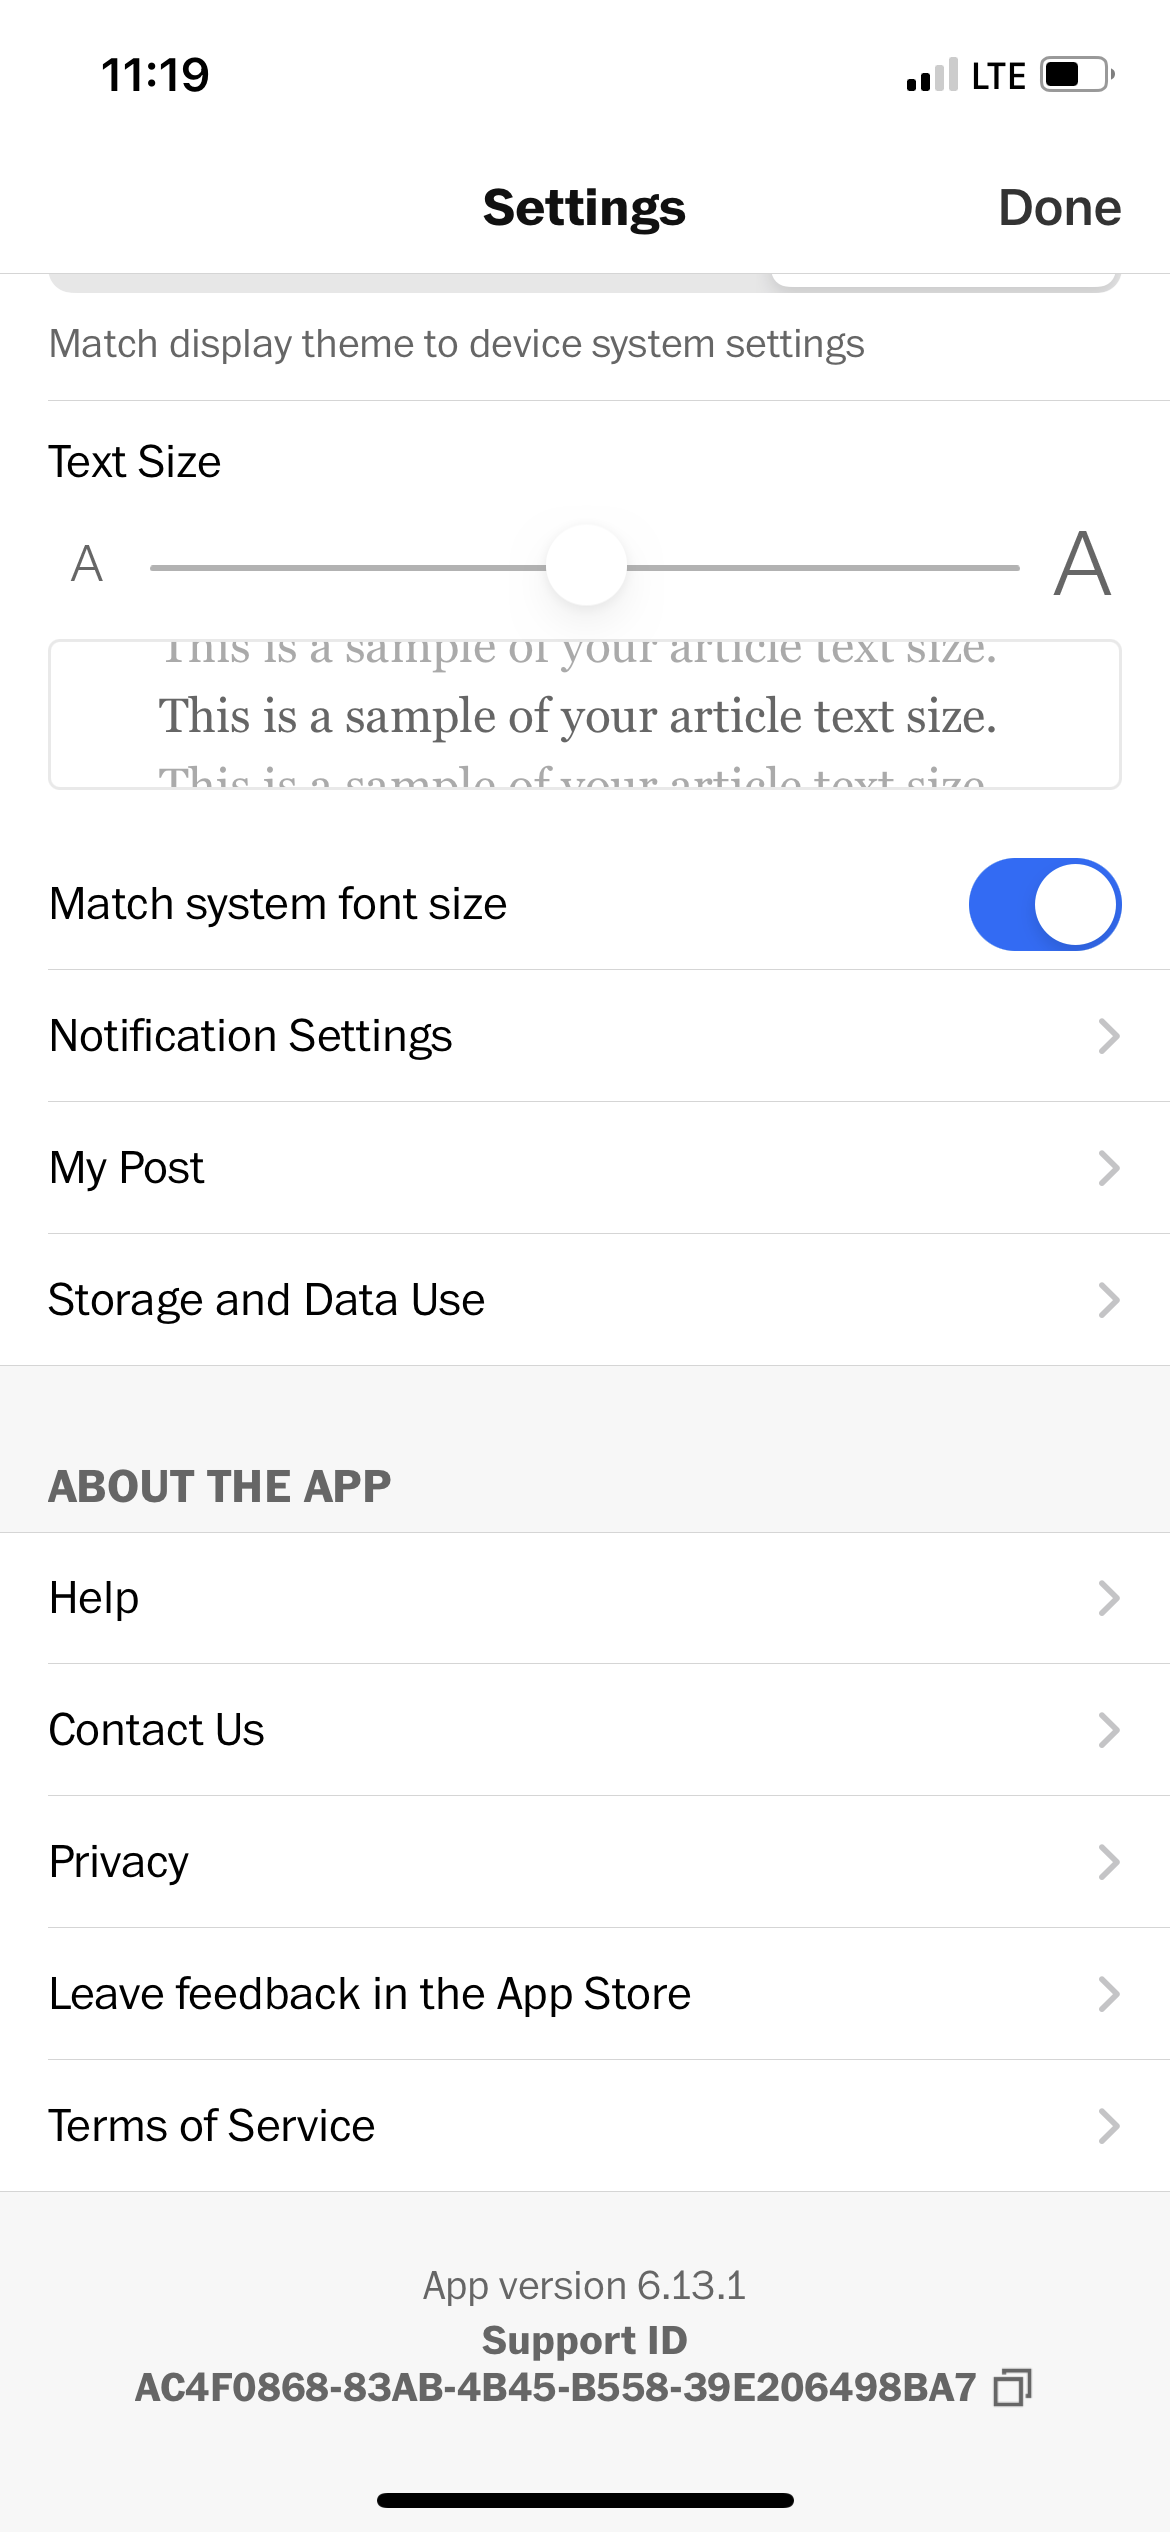 11:19 LTE
Settings Done
Match display theme to device system settings
Text Size
A A
This is a sample of your article text size.
This is a sample of your article text size.
This is a sample of your article text size.
Match system font size
Notification Settings
My Post
Storage and Data Use
ABOUT THE APP
Help
Contact Us
Privacy
Leave feedback in the App Store
Terms of Service
App version 6.13.1
Support ID
AC4F0868-83AB-4B45-B558-39E206498BA7